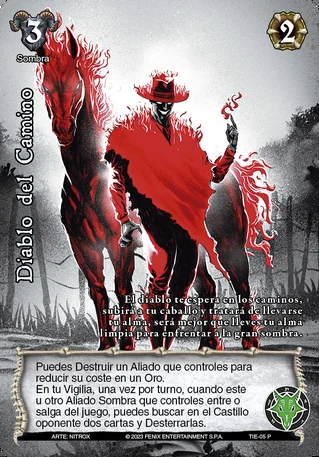 3
2
Sombra
Diablo del Camino
El diablo te espera en los caminos,
subirá a tu caballo y tratará de llevarse
tu alma, será mejor que lleves tu alma
limpia para enfrentar a la gran sombra.
Puedes Destruir un Aliado que controles para
reducir su coste en un Oro.
En tu Vigilia, una vez por turno, cuando este
u otro Aliado Sombra que controles entre o
salga del juego, puedes buscar en el Castillo
oponente dos cartas y Desterrarlas.
ARTE: NITROX © 2023 FENIX ENTERTAINMENT S.P.A. TIE-05 P